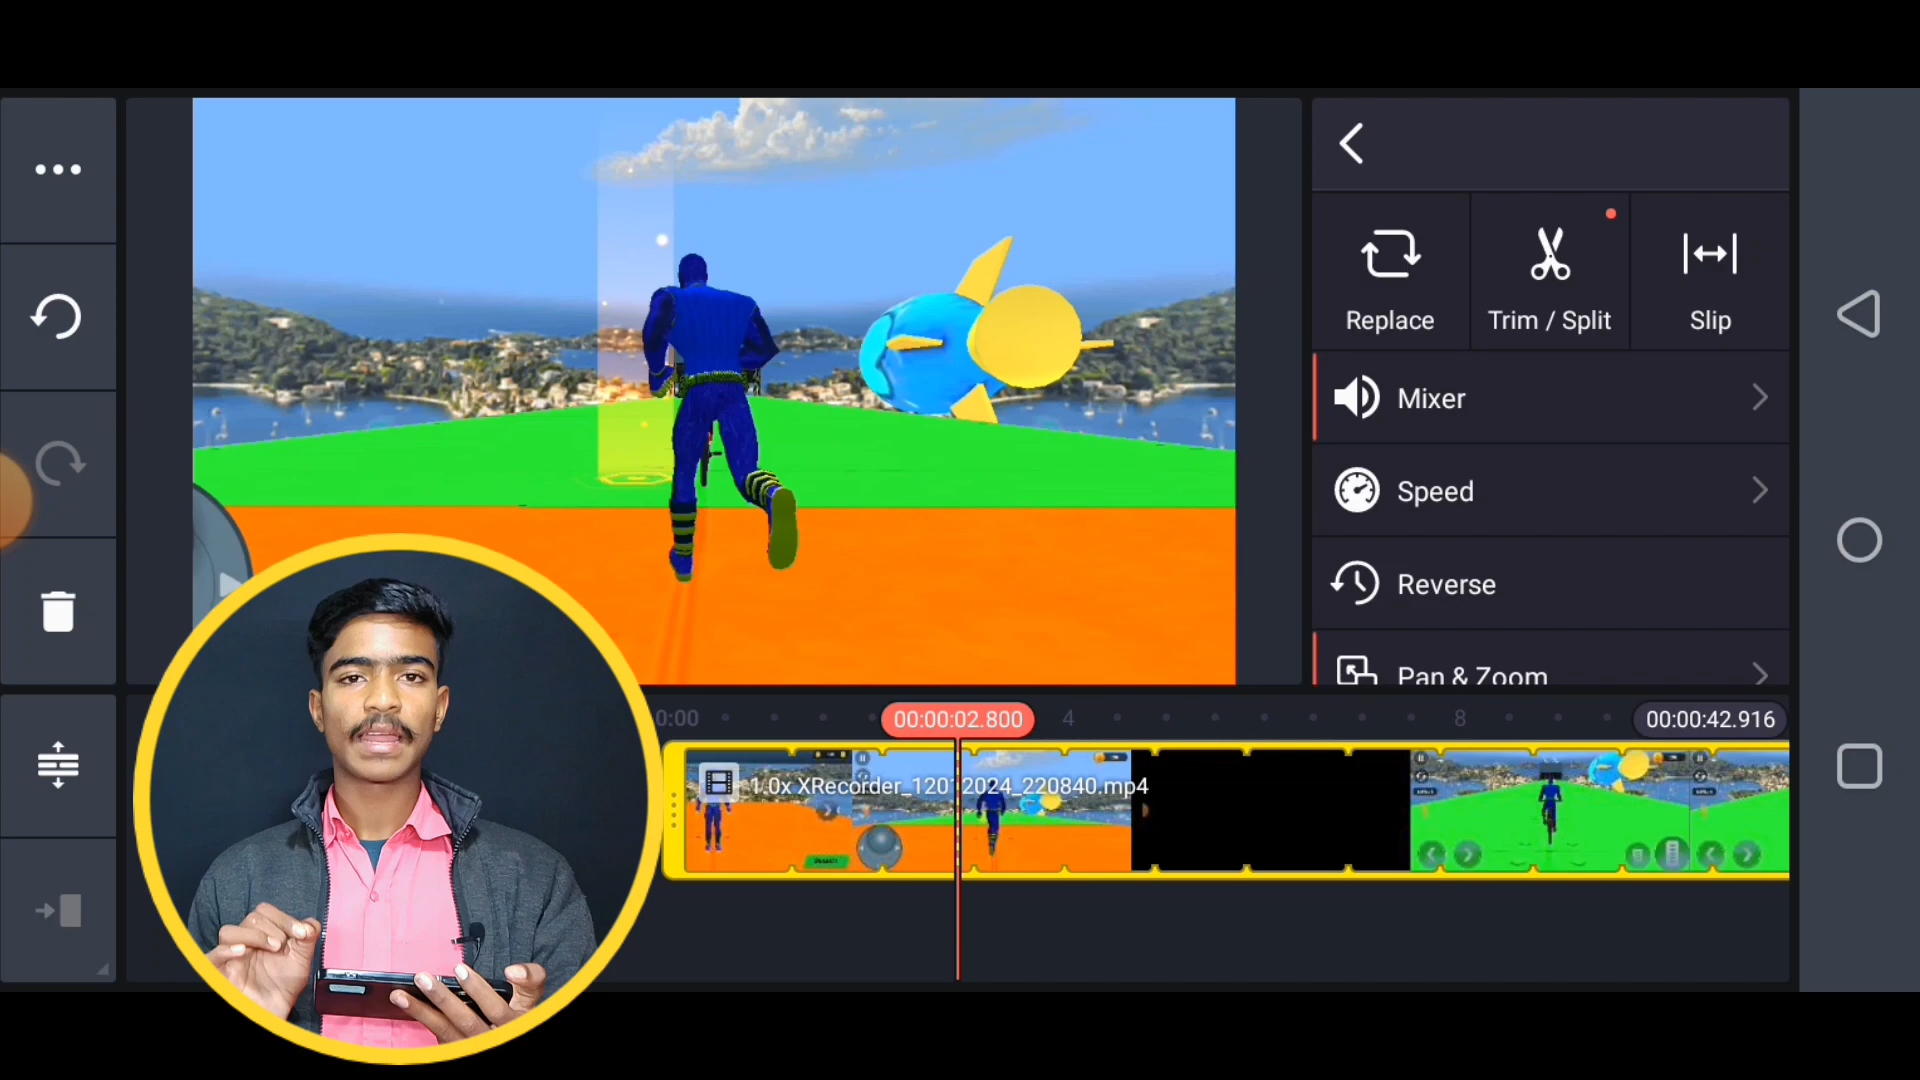 Replace
Trim / Split
Slip
Mixer
Speed
Reverse
Pan & Zoom
0:00
00:00:02.800
4
8
00:00:42.916
1.0x XRecorder_1201 2024_220840.mp4